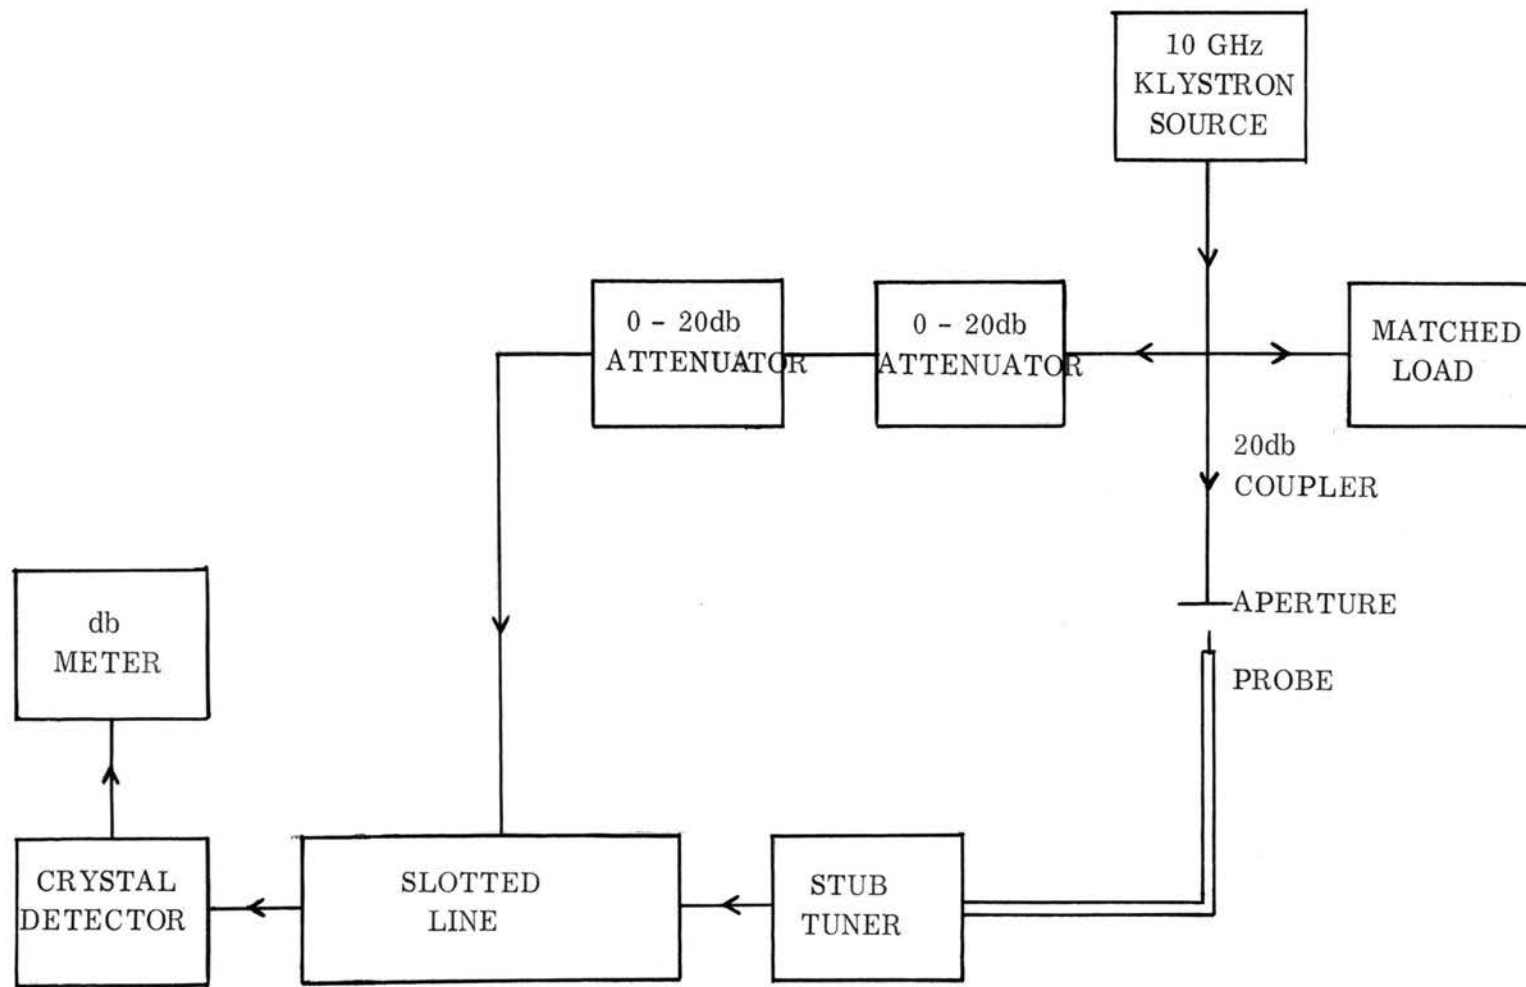 10 GHz
KLYSTRON
SOURCE
0 - 20db
ATTENUATOR
0 - 20db
ATTENUATOR
MATCHED
LOAD
20db
COUPLER
APERTURE
PROBE
db
METER
CRYSTAL
DETECTOR
SLOTTED
LINE
STUB
TUNER